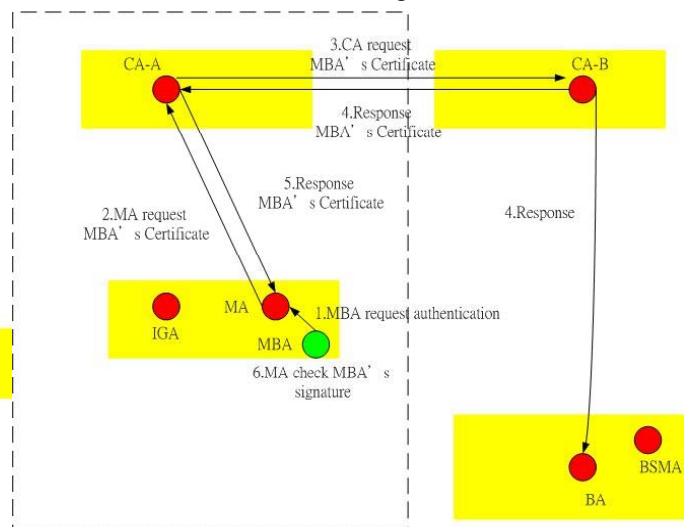 3.CA request
MBA's Certificate
CA-A
CA-B
4.Response
MBA's Certificate
5.Response
MBA's Certificate
2.MA request
MBA's Certificate
4.Response
MA
1.MBA request authentication
IGA
MBA
6.MA check MBA's
signature
BSMA
BA